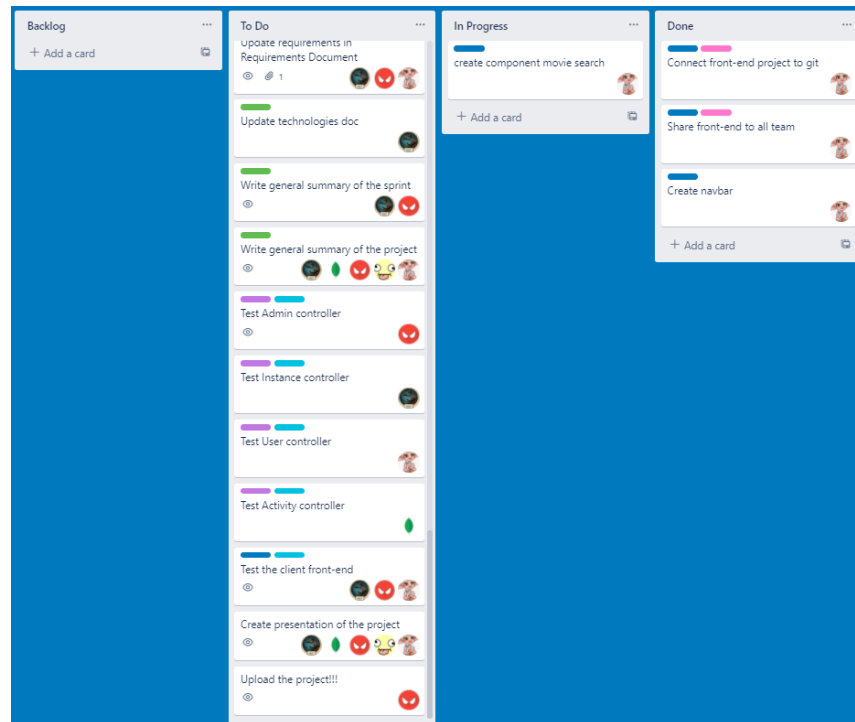 Backlog
+ Add a card
To Do
Update requirements in
Requirements Document
1
Update technologies doc
Write general summary of the sprint
Write general summary of the project
Test Admin controller
Test Instance controller
Test User controller
Test Activity controller
Test the client front-end
Create presentation of the project
Upload the project!!!
In Progress
create component movie search
+ Add a card
Done
Connect front-end project to git
Share front-end to all team
Create navbar
+ Add a card